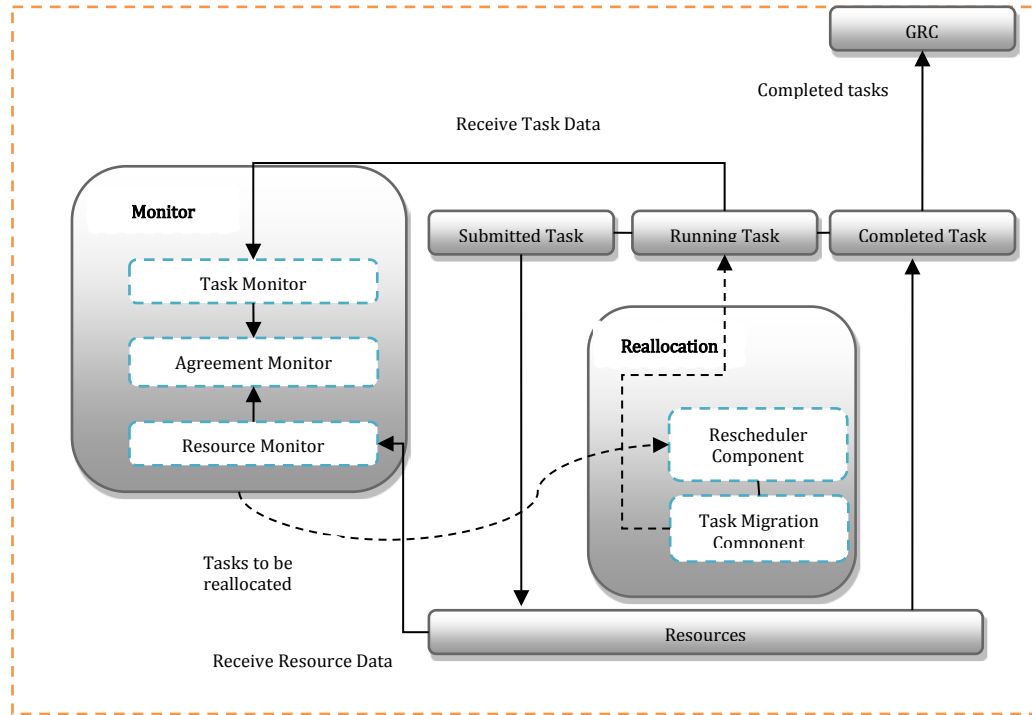 GRC
Completed tasks
Receive Task Data
Monitor
Submitted Task
Running Task
Completed Task
Task Monitor
Agreement Monitor
Resource Monitor
Reallocation
Rescheduler
Component
Task Migration
Component
Tasks to be
reallocated
Resources
Receive Resource Data